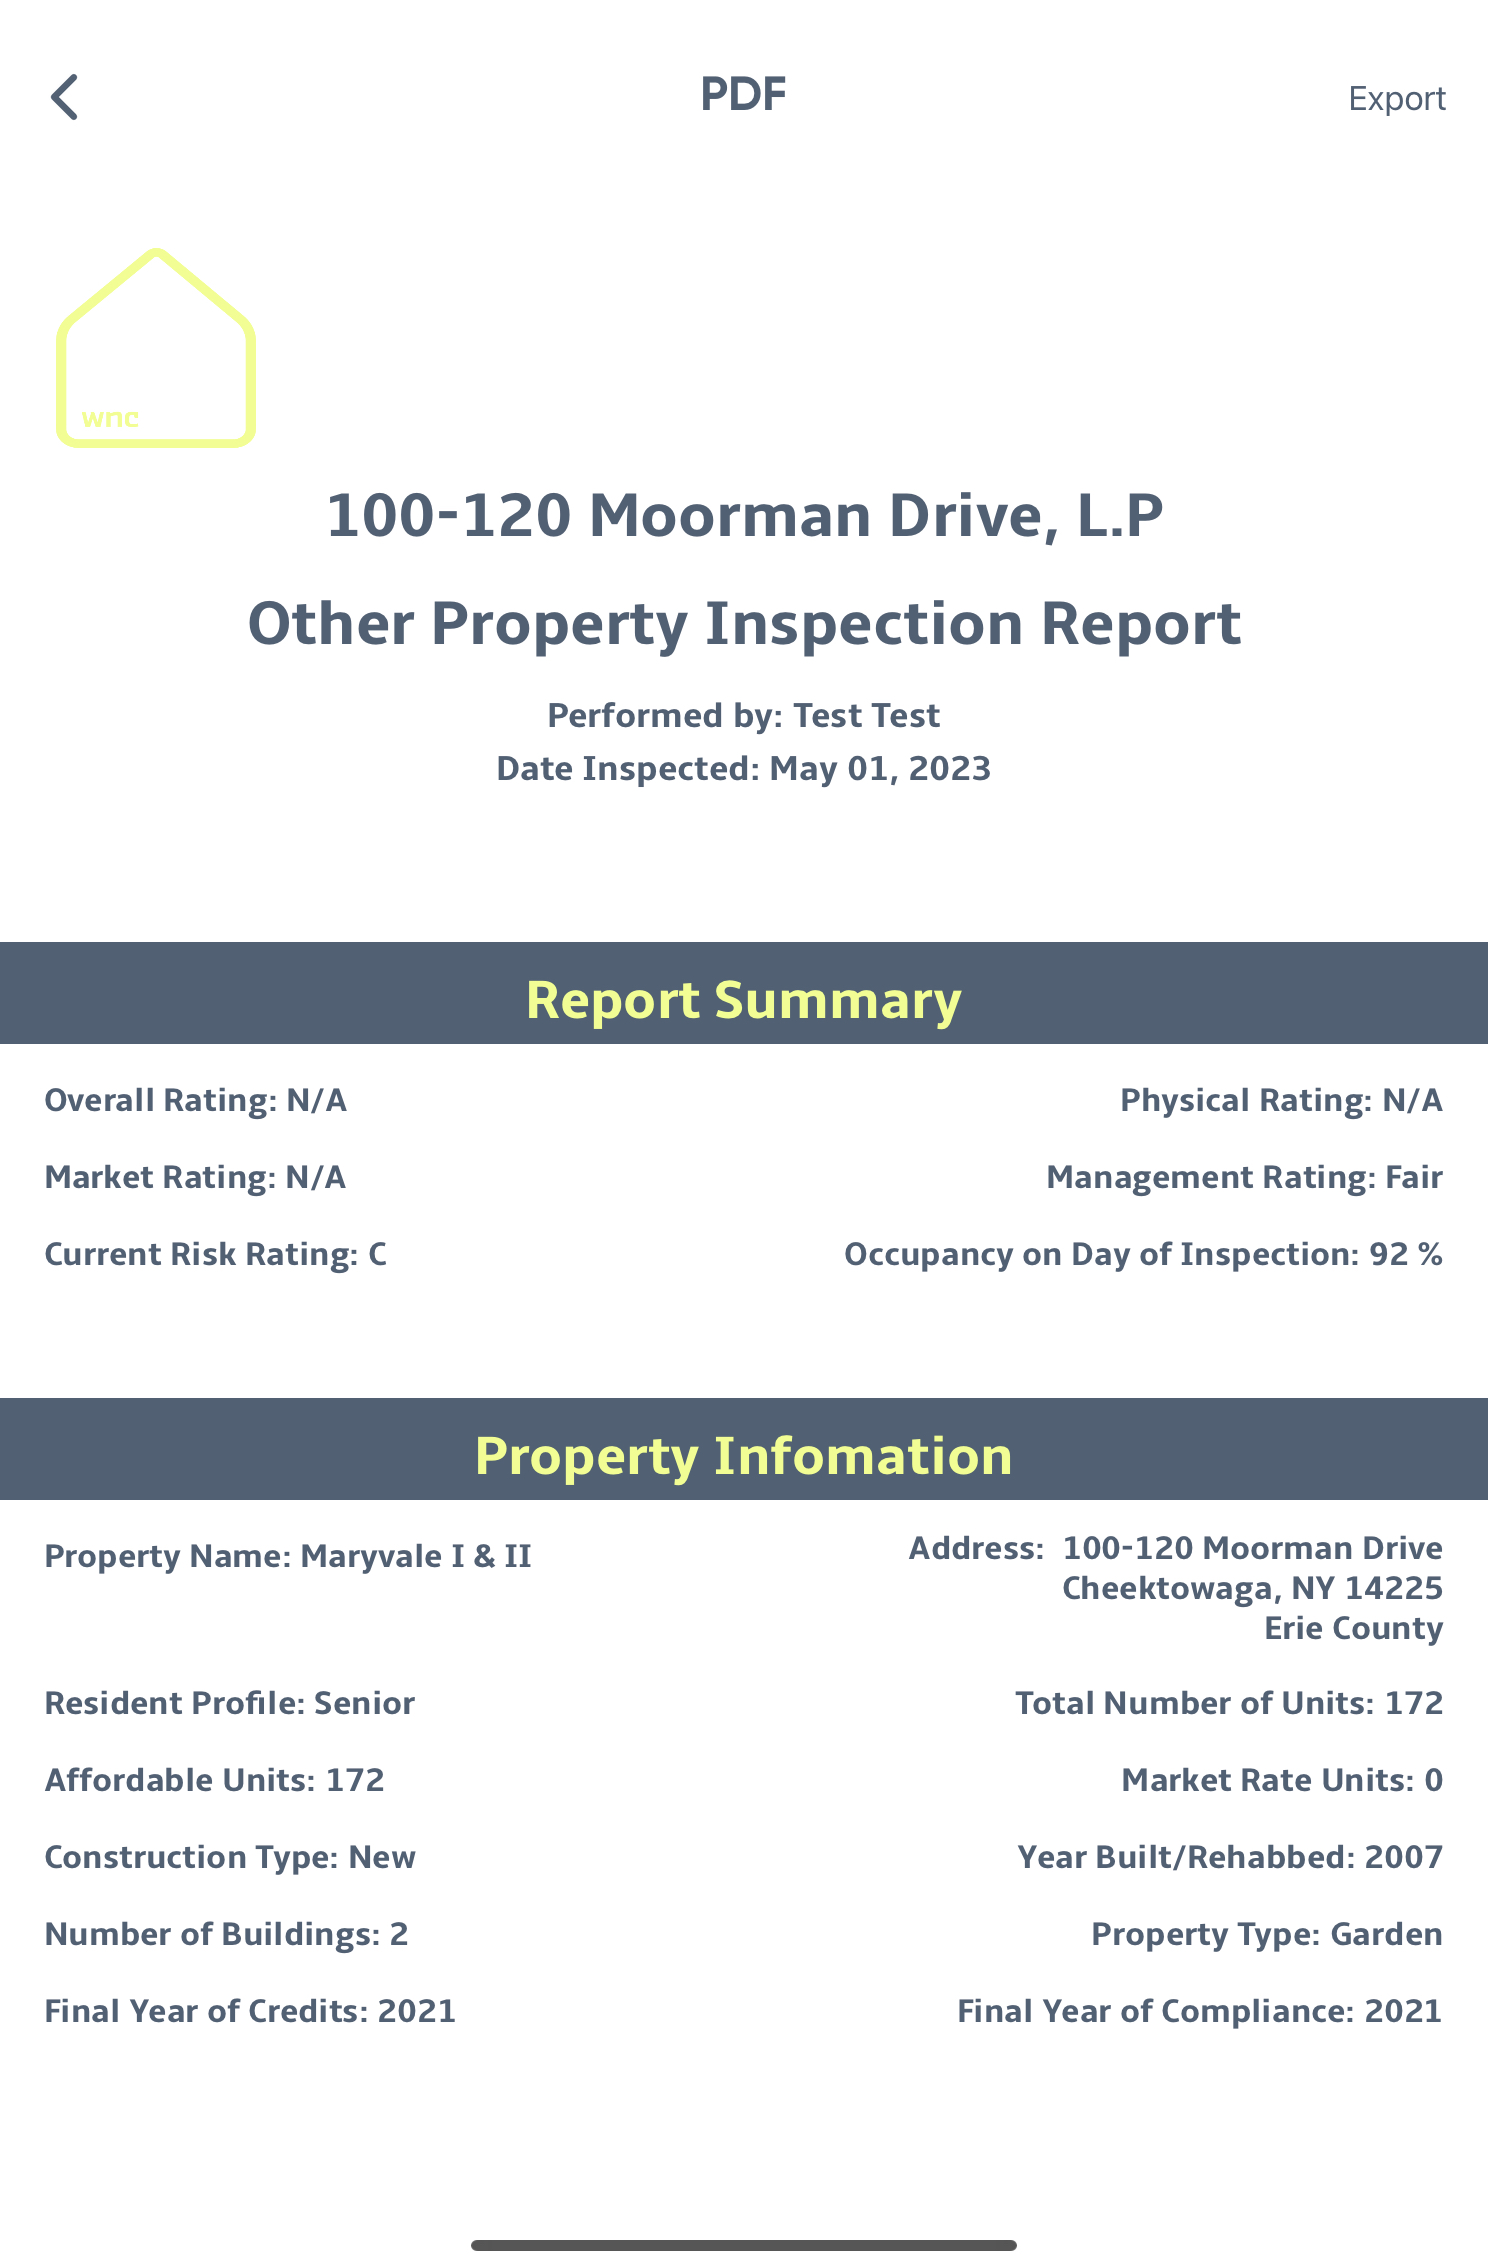 PDF
Export
wnc
100-120 Moorman Drive, L.P
Other Property Inspection Report
Performed by: Test Test
Date Inspected: May 01, 2023
Report Summary
Overall Rating: N/A
Physical Rating: N/A
Market Rating: N/A
Management Rating: Fair
Current Risk Rating: C
Occupancy on Day of Inspection: 92 %
Property Infomation
Property Name: Maryvale I & II
Address: 100-120 Moorman Drive
Cheektowaga, NY 14225
Erie County
Resident Profile: Senior
Total Number of Units: 172
Affordable Units: 172
Market Rate Units: 0
Construction Type: New
Year Built/Rehabbed: 2007
Number of Buildings: 2
Property Type: Garden
Final Year of Credits: 2021
Final Year of Compliance: 2021